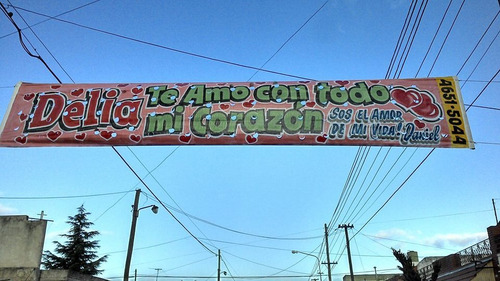 Delia
Te Amo con todo
mi Corazón
SOS EL AMOR
DE MI VIDA! Daniel
4651-5044